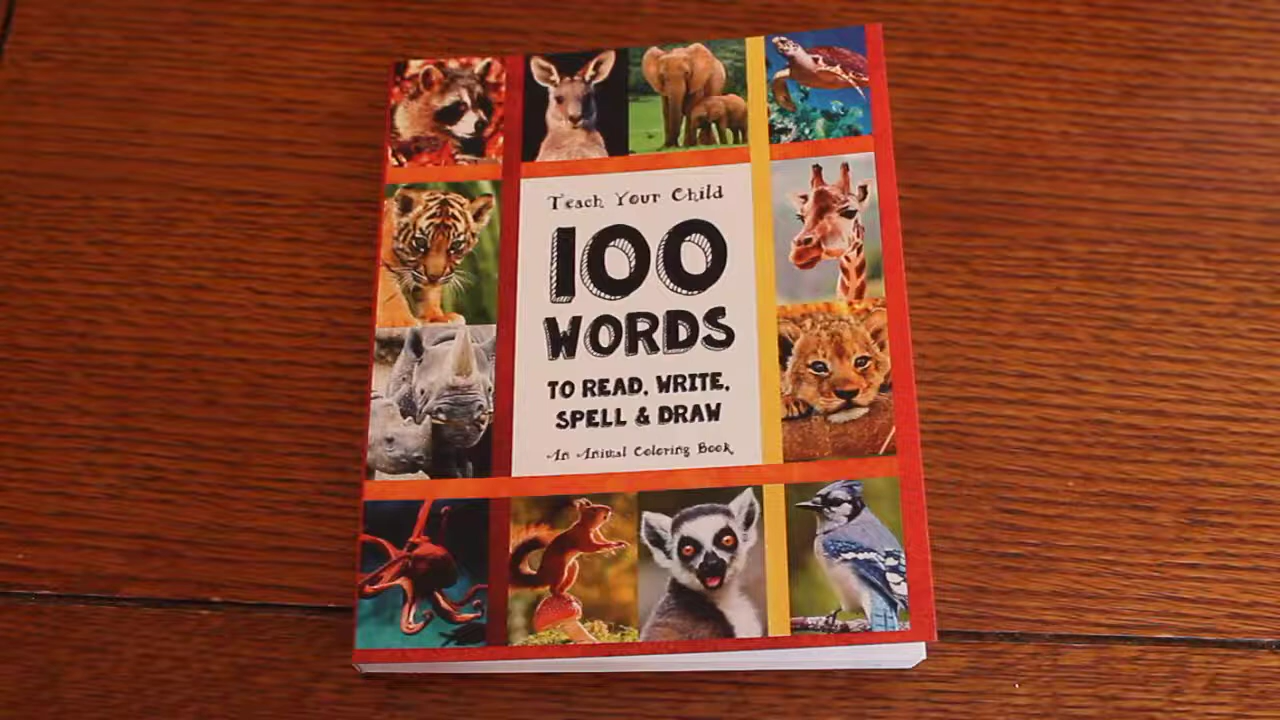 Teach Your Child
100
WORDS
TO READ, WRITE,
SPELL & DRAW
An Animal Coloring Book